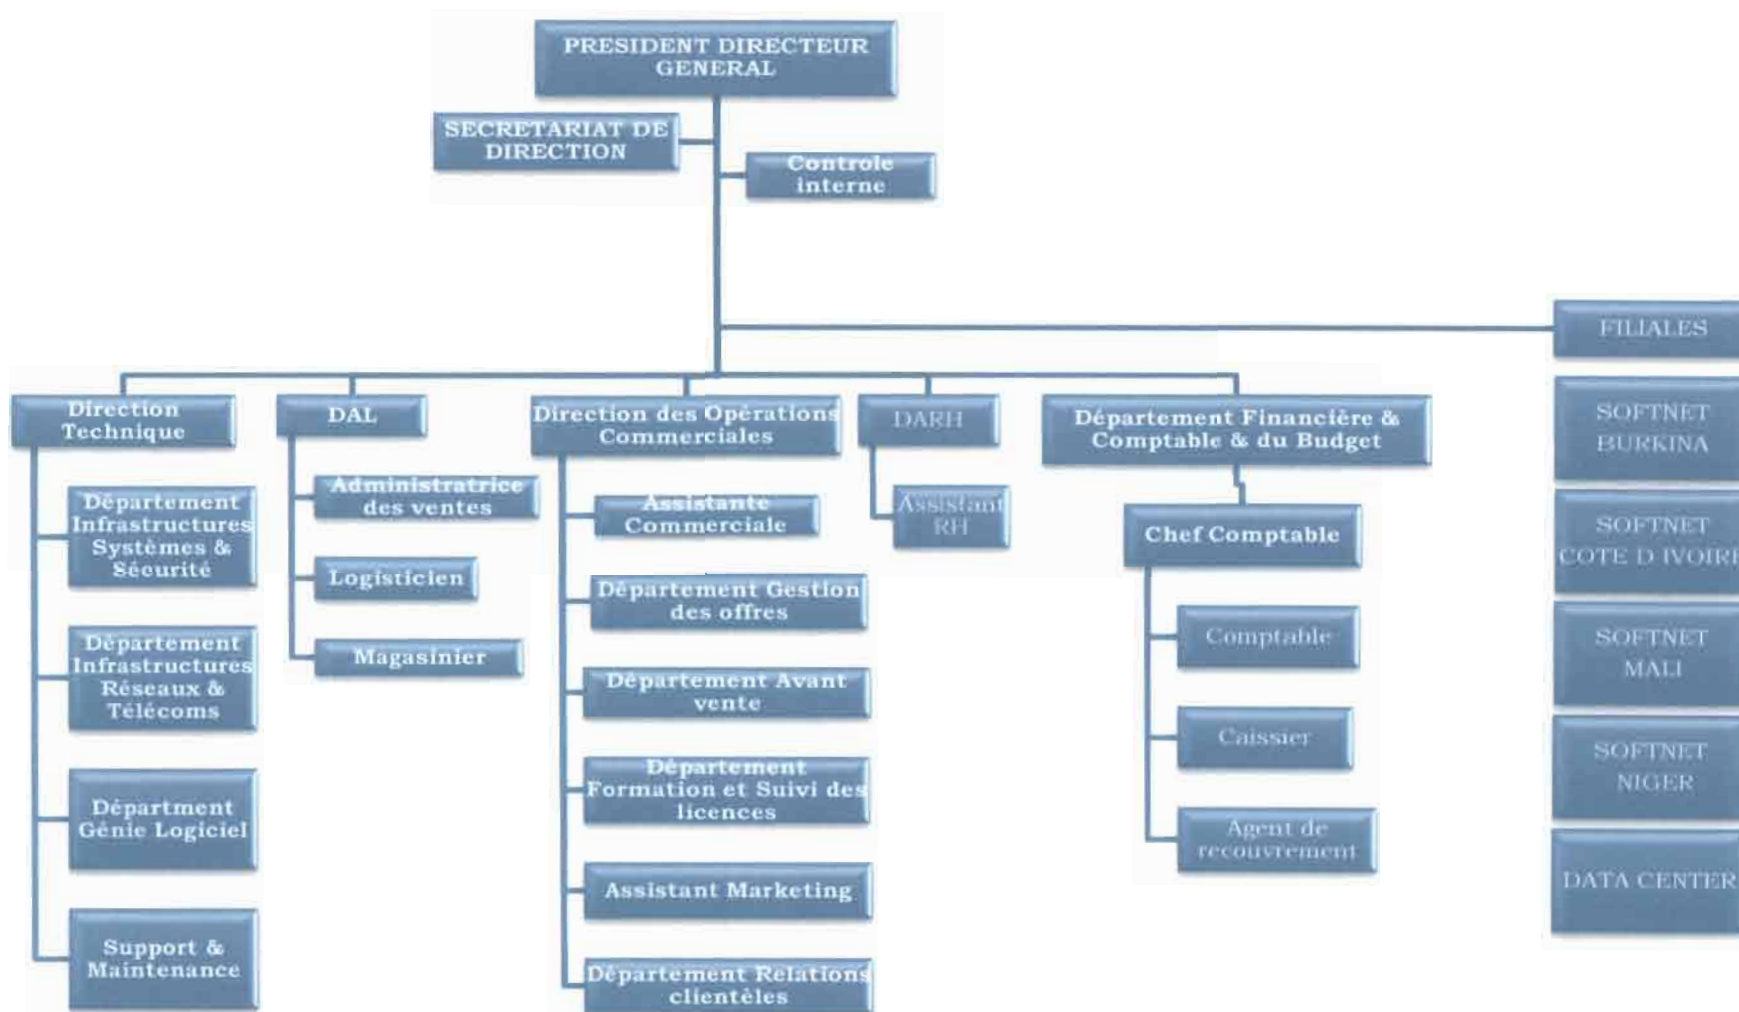 PRESIDENT DIRECTEUR
GENERAL
SECRETARIAT DE
DIRECTION
Controle
interne
FILIALES
Direction
Technique
DAL
Direction des Opérations
Commerciales
DARH
Département Financière &
Comptable & du Budget
SOFTNET
BURKINA
Département
Infrastructures
Systèmes &
Sécurité
Administratrice
des ventes
Assistante
Commerciale
Assistant
RH
Chef Comptable
SOFTNET
COTE D IVOIRE
Logisticien
Département Gestion
des offres
Département
Infrastructures
Réseaux &
Télécoms
Magasinier
Département Avant
vente
Comptable
SOFTNET
MALI
Départment
Génie Logiciel
Département
Formation et Suivi des
licences
Caissier
SOFTNET
NIGER
Assistant Marketing
Agent de
recouvrement
DATA CENTER
Support &
Maintenance
Département Relations
clientèles